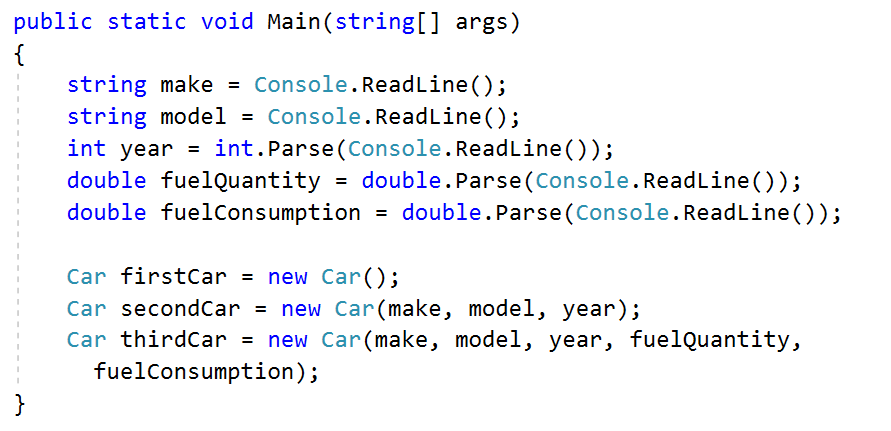 public static void Main(string[] args)
{
    string make = Console.ReadLine();
    string model = Console.ReadLine();
    int year = int.Parse(Console.ReadLine());
    double fuelQuantity = double.Parse(Console.ReadLine());
    double fuelConsumption = double.Parse(Console.ReadLine());

    Car firstCar = new Car();
    Car secondCar = new Car(make, model, year);
    Car thirdCar = new Car(make, model, year, fuelQuantity,
      fuelConsumption);
}